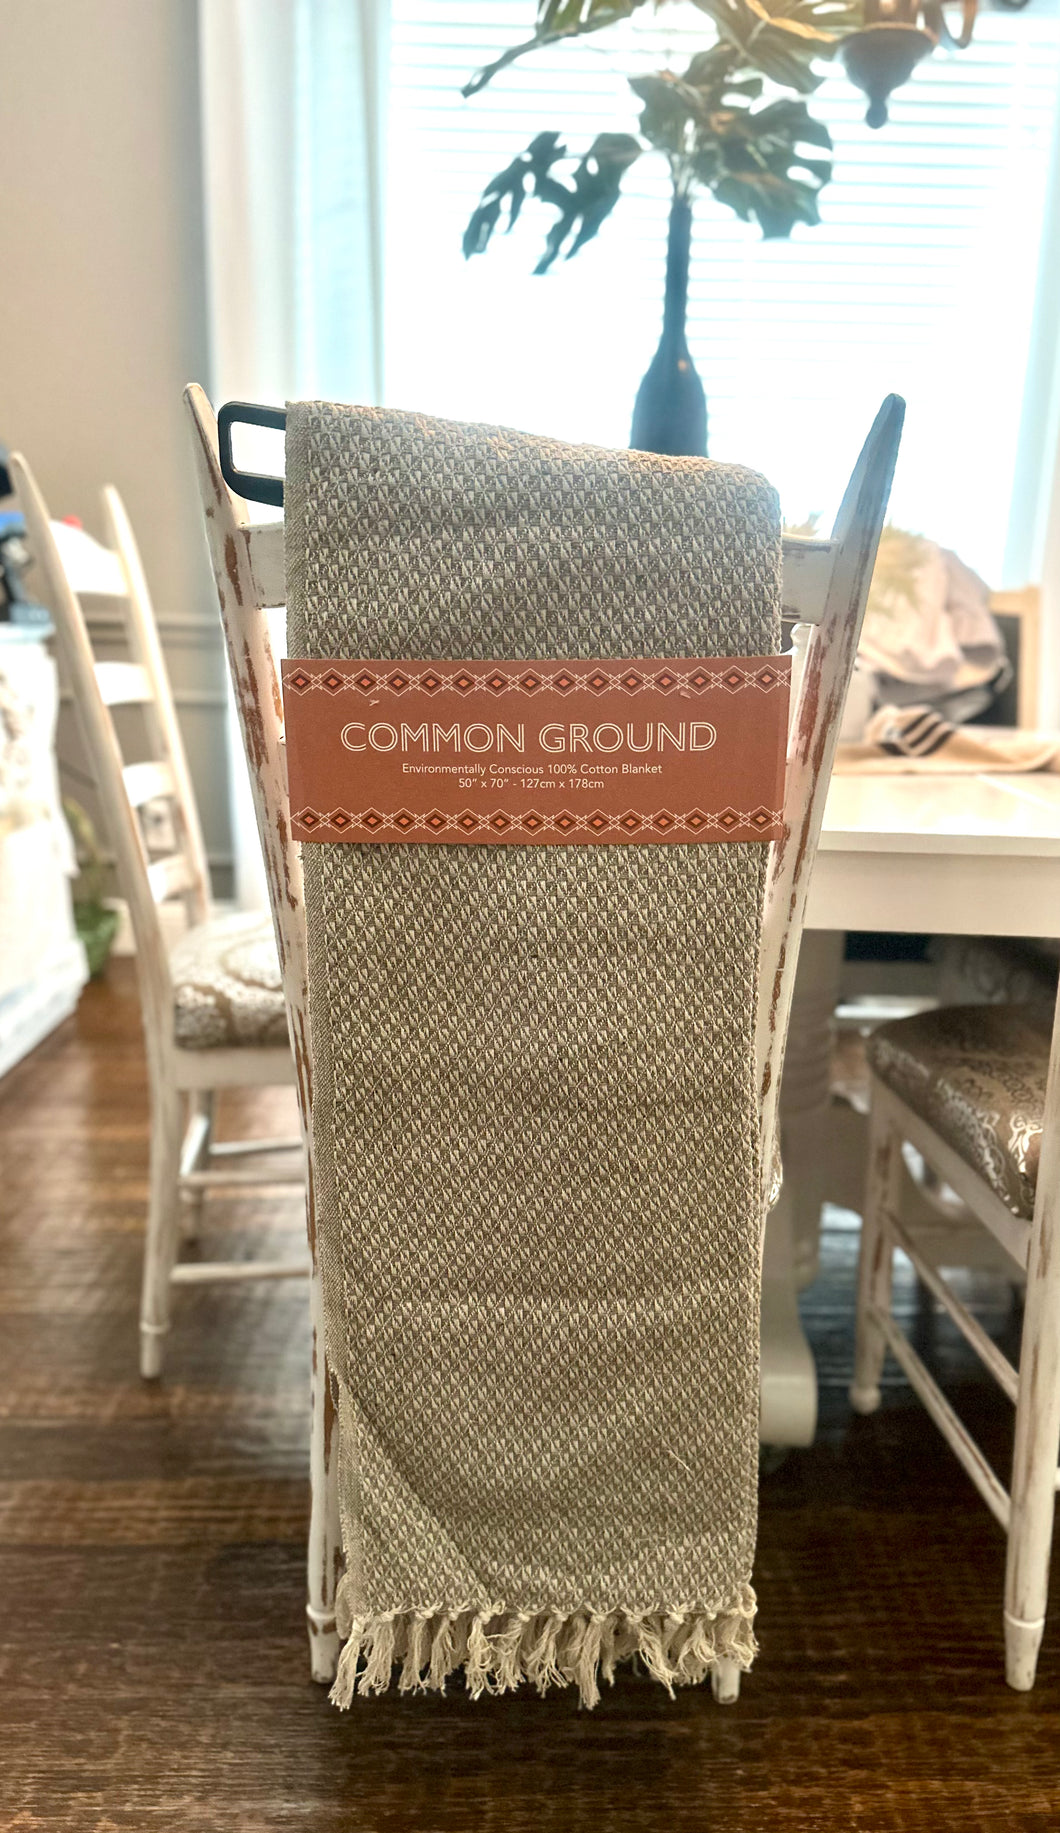 COMMON GROUND
Environmentally Conscious 100% Cotton Blanket
50" x 70" - 127cm x 178cm